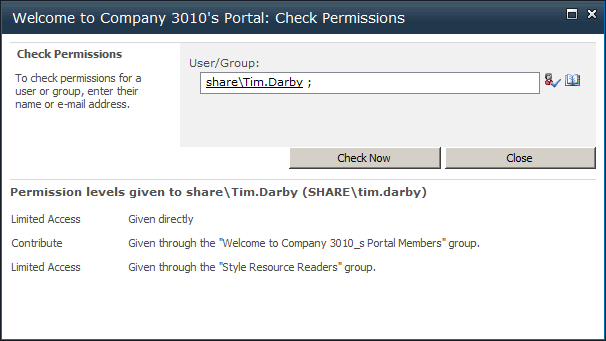 Welcome to Company 3010's Portal: Check Permissions
Check Permissions
To check permissions for a
user or group, enter their
name or e-mail address.
User/Group:
share\Tim.Darby ;
Check Now
Close
Permission levels given to share\Tim.Darby (SHARE\tim.darby)
Limited Access Given directly
Contribute Given through the "Welcome to Company 3010_s Portal Members" group.
Limited Access Given through the "Style Resource Readers" group.